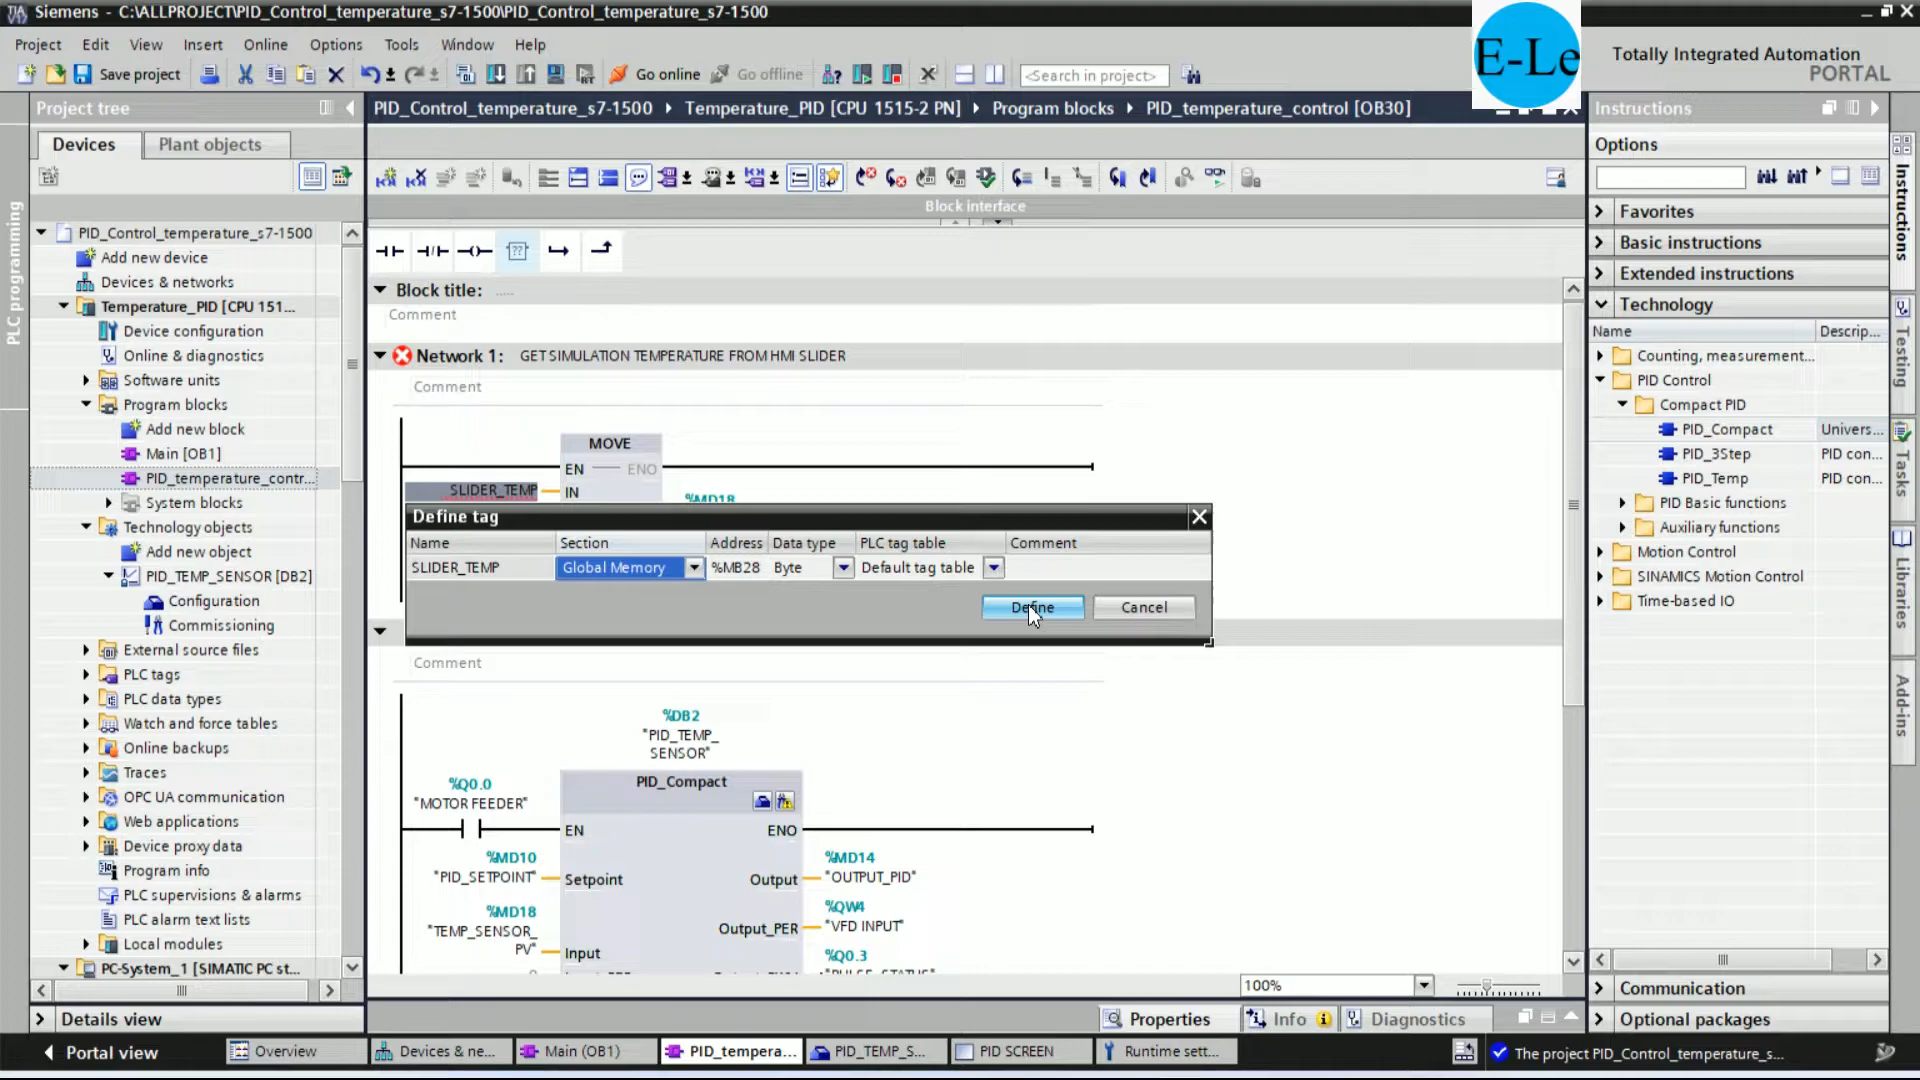 Siemens - C:\ALLPROJECT\PID_Control_temperature_s7-1500\PID_Control_temperature_s7-1500
E-Le
Project Edit View Insert Online Options Tools Window Help
Totally Integrated Automation
PORTAL
Save project
Go online
Go offline
<Search in project>
Project tree
PID_Control_temperature_s7-1500 Temperature_PID [CPU 1515-2 PN] Program blocks PID_temperature_control [OB30]
Instructions
Devices
Plant objects
Options
PLC programming
Block interface
PID_Control_temperature_s7-1500
Add new device
Devices & networks
Temperature_PID [CPU 151...
Device configuration
Online & diagnostics
Software units
Program blocks
Add new block
Main [OB1]
PID_temperature_contr...
System blocks
Technology objects
Add new object
PID_TEMP_SENSOR [DB2]
Configuration
Commissioning
External source files
PLC tags
PLC data types
Watch and force tables
Online backups
Traces
OPC UA communication
Web applications
Device proxy data
Program info
PLC supervisions & alarms
PLC alarm text lists
Local modules
PC-System_1 [SIMATIC PC st...
Details view
??
Block title: .....
Comment
Network 1: GET SIMULATION TEMPERATURE FROM HMI SLIDER
Comment
MOVE
EN ENO
SLIDER_TEMP IN
%MD18
Define tag
Name Section Address Data type PLC tag table Comment
SLIDER_TEMP Global Memory %MB28 Byte Default tag table
Define Cancel
Comment
%DB2
"PID_TEMP_
SENSOR"
PID_Compact
%Q0.0
"MOTOR FEEDER"
EN ENO
%MD10
"PID_SETPOINT" Setpoint
%MD14
Output "OUTPUT_PID"
%MD18
"TEMP_SENSOR_
PV" Input
%QW4
Output_PER "VFD INPUT"
%Q0.3
100%
Properties Info Diagnostics
Favorites
Basic instructions
Extended instructions
Technology
Name Descrip...
Counting, measurement...
PID Control
Compact PID
PID_Compact Univers...
PID_3Step PID con...
PID_Temp PID con...
PID Basic functions
Auxiliary functions
Motion Control
SINAMICS Motion Control
Time-based IO
Communication
Optional packages
Instructions
Testing
Tasks
Libraries
Add-ins
Portal view
Overview
Devices & ne...
Main (OB1)
PID_tempera...
PID_TEMP_S...
PID SCREEN
Runtime sett...
The project PID_Control_temperature_s...